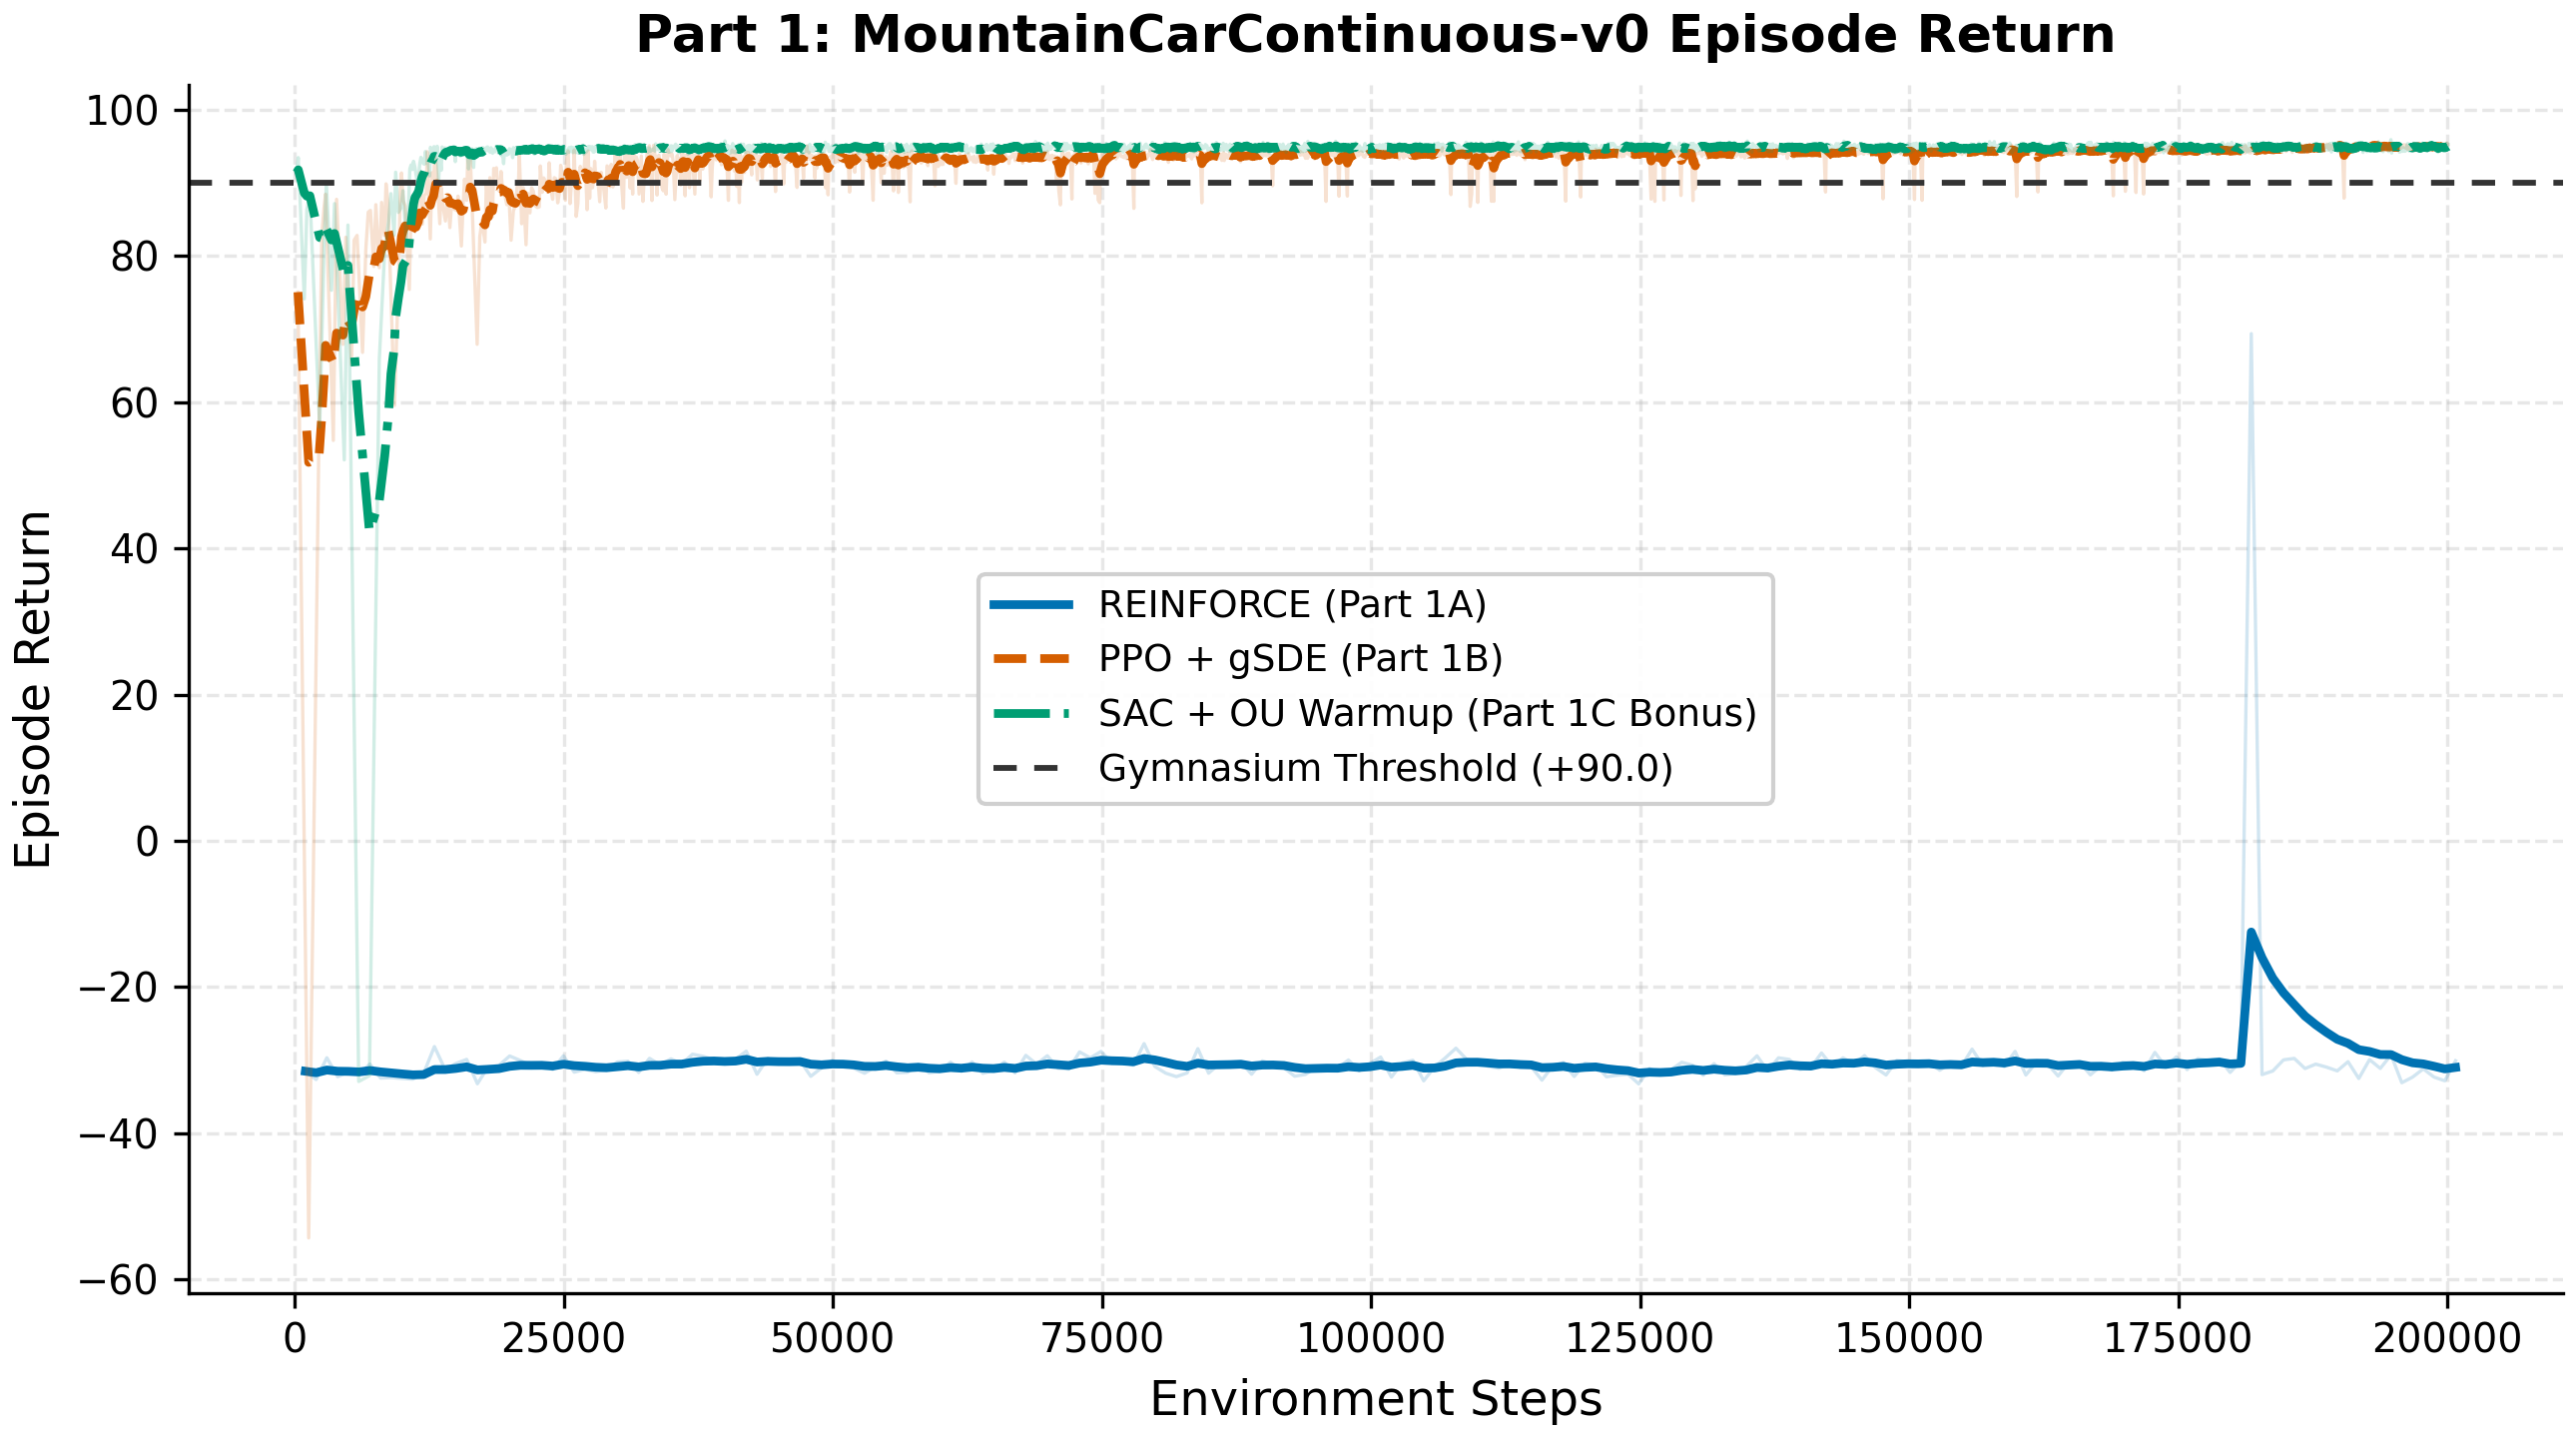 Part 1: MountainCarContinuous-v0 Episode Return
Episode Return
100
80
60
40
20
0
−20
−40
−60
REINFORCE (Part 1A)
PPO + gSDE (Part 1B)
SAC + OU Warmup (Part 1C Bonus)
Gymnasium Threshold (+90.0)
0 25000 50000 75000 100000 125000 150000 175000 200000
Environment Steps